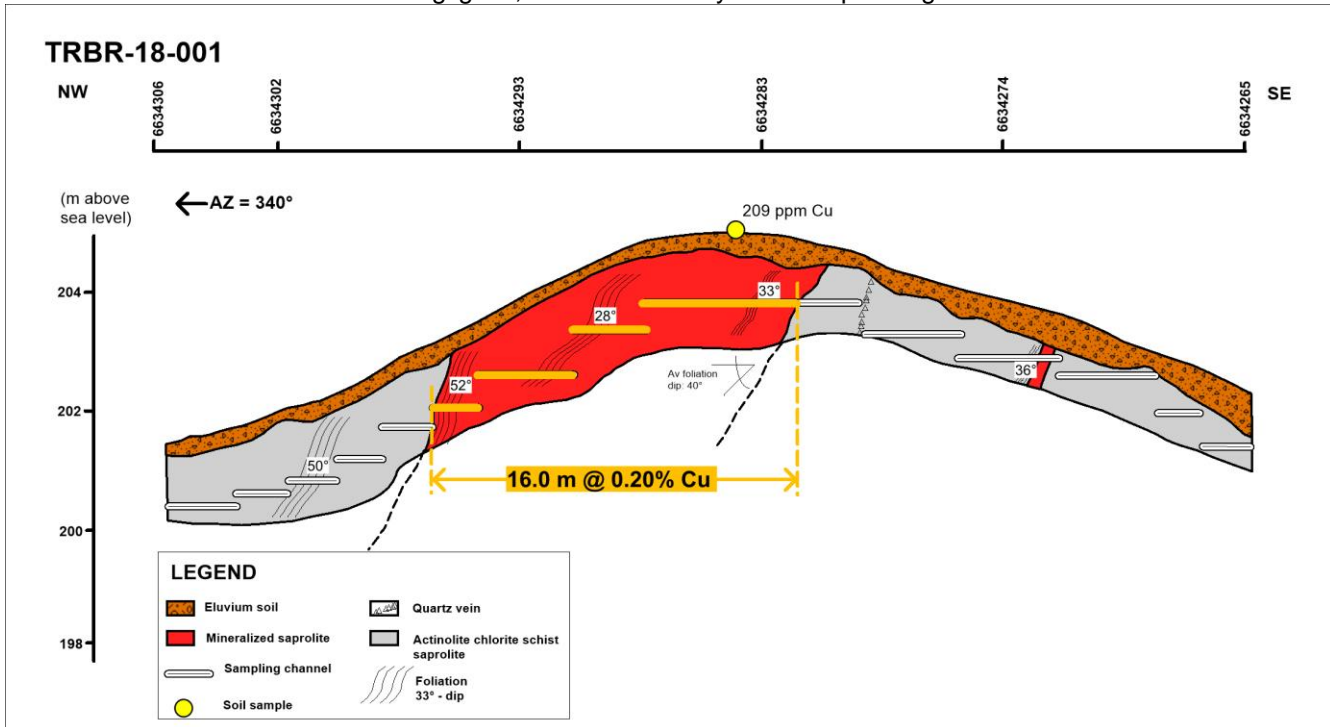 TRBR-18-001
NW
6634306
6634302
6634293
6634283
6634274
6634265
SE
(m above
sea level)
AZ = 340°
209 ppm Cu
204
202
200
198
33°
28°
52°
50°
36°
Av foliation
dip: 40°
16.0 m @ 0.20% Cu
LEGEND
Eluvium soil
Mineralized saprolite
Sampling channel
Soil sample
Quartz vein
Actinolite chlorite schist
saprolite
Foliation
33° - dip